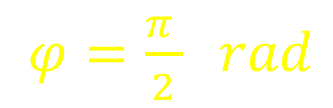 φ = π/2 rad